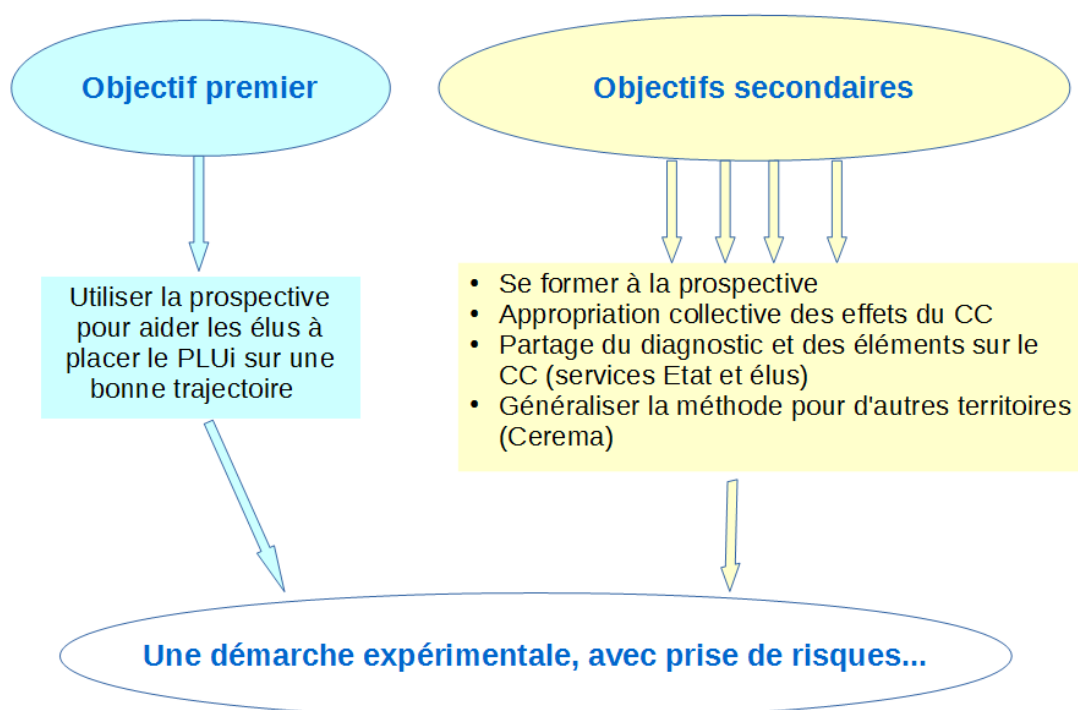 Objectif premier
Objectifs secondaires
Utiliser la prospective
pour aider les élus à
placer le PLUi sur une
bonne trajectoire
• Se former à la prospective
• Appropriation collective des effets du CC
• Partage du diagnostic et des éléments sur le
CC (services Etat et élus)
• Généraliser la méthode pour d'autres territoires
(Cerema)
Une démarche expérimentale, avec prise de risques...